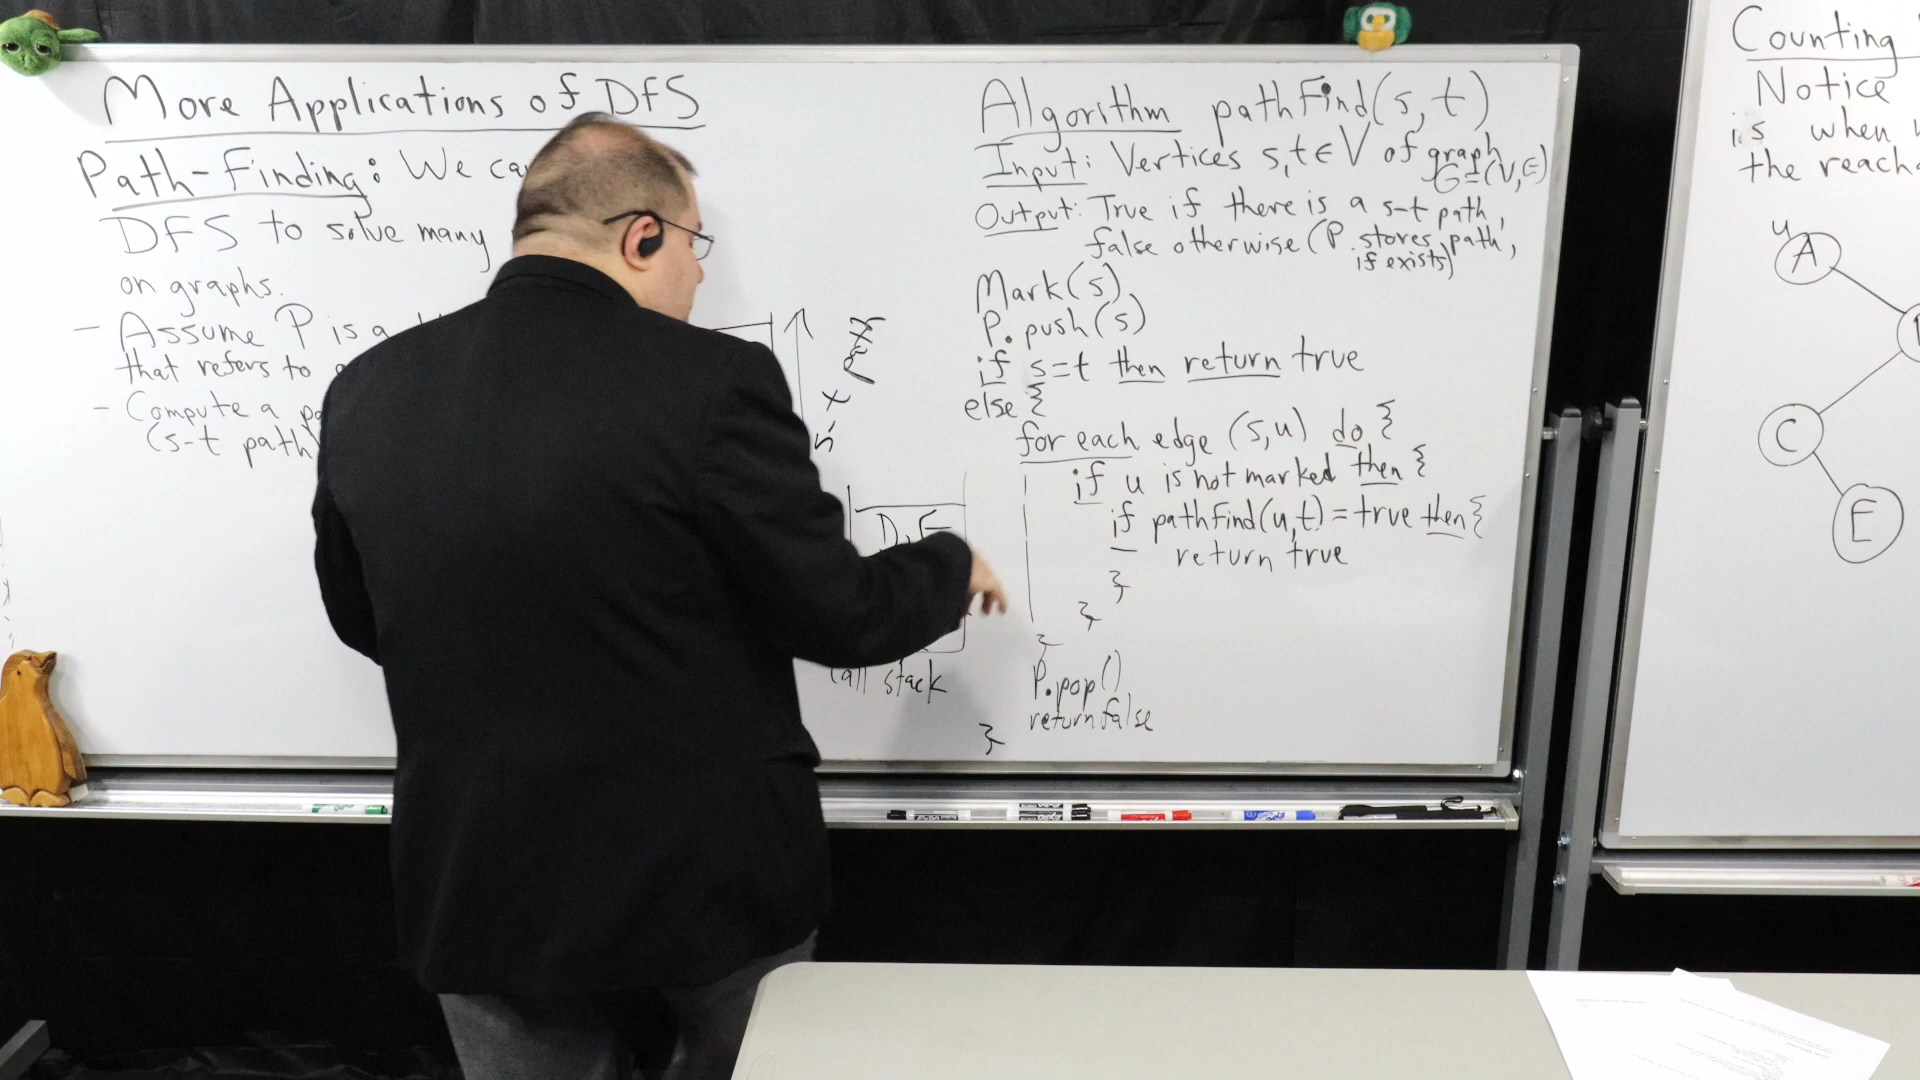 More Applications of DFS
Path-Finding: We
DFS to solve many
on graphs.
- Assume P is a
that refers to
- Compute a
(s-t path
s-t path
D, E
call stack
Algorithm pathFind(s, t)
Input: Vertices s,t ∈ V of graph
G=(V,E)
Output: True if there is a s-t path,
false otherwise (P stores path,
if exists)
Mark(s)
P.push(s)
if s=t then return true
else {
for each edge (s,u) do {
if u is not marked then {
if pathfind(u,t) = true then {
return true
}
}
}
P.pop()
return false
}
Counting
Notice
is when
the
u
A
C
E